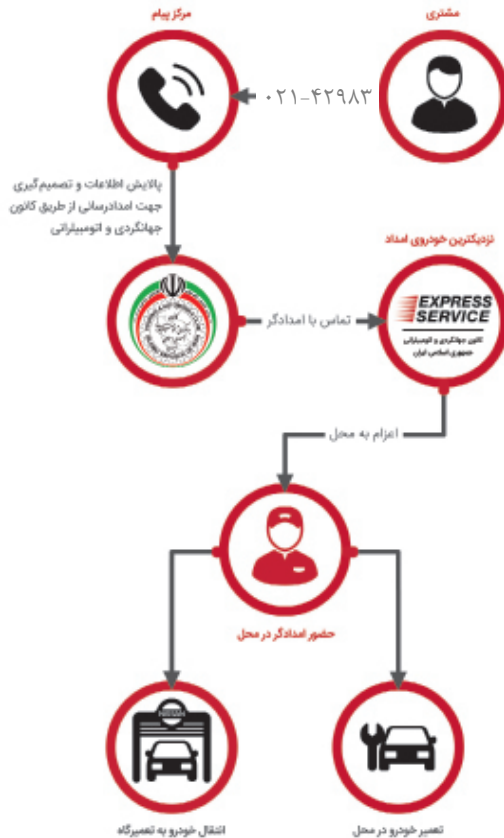 مشتری
مرکز پیام
۰۲۱-۴۲۹۸۳
پالایش اطلاعات و تصمیم‌گیری
جهت امدادرسانی از طریق کانون
جهانگردی و اتومبیلرانی
نزدیکترین خودروی امداد
EXPRESS
SERVICE
کانون جهانگردی و اتومبیلرانی
جمهوری اسلامی ایران
تماس با امدادگر
اعزام به محل
حضور امدادگر در محل
NISSAN
تعمیر خودرو در محل
انتقال خودرو به تعمیرگاه